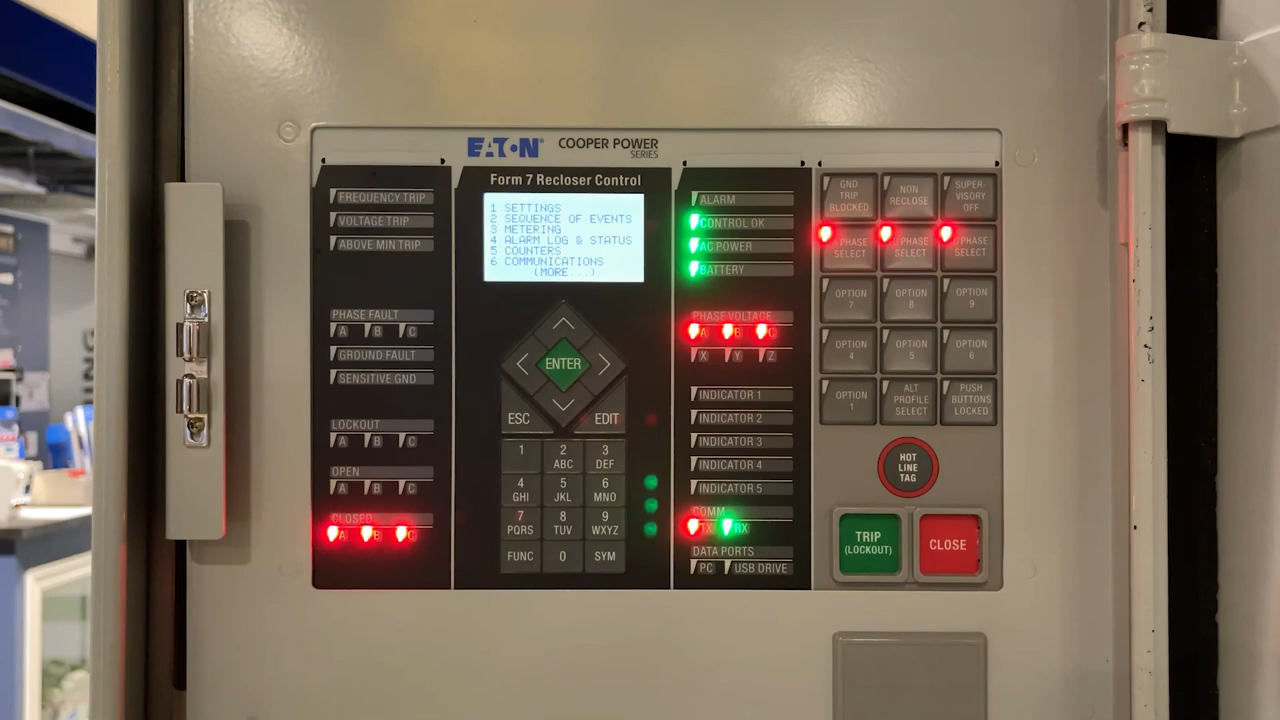 EATON COOPER POWER
SERIES
Form 7 Recloser Control
FREQUENCY TRIP
VOLTAGE TRIP
ABOVE MIN TRIP
PHASE FAULT
A B C
GROUND FAULT
SENSITIVE GND
LOCKOUT
A B C
OPEN
A B C
CLOSED
A B C
1 SETTINGS
2 SEQUENCE OF EVENTS
3 METERING
4 ALARM LOG & STATUS
5 COUNTERS
6 COMMUNICATIONS
(MORE...)
ENTER
ESC EDIT
1 2 3
ABC DEF
4 5 6
GHI JKL MNO
7 8 9
PQRS TUV WXYZ
FUNC 0 SYM
ALARM
CONTROL OK
AC POWER
BATTERY
PHASE VOLTAGE
A B C
X Y Z
INDICATOR 1
INDICATOR 2
INDICATOR 3
INDICATOR 4
INDICATOR 5
COMM
TX RX
DATA PORTS
PC USB DRIVE
GND
TRIP
BLOCKED
NON
RECLOSE
SUPER-
VISORY
OFF
PHASE
SELECT
PHASE
SELECT
PHASE
SELECT
OPTION
7
OPTION
8
OPTION
9
OPTION
4
OPTION
5
OPTION
6
OPTION
1
ALT
PROFILE
SELECT
PUSH
BUTTONS
LOCKED
HOT
LINE
TAG
TRIP
(LOCKOUT)
CLOSE